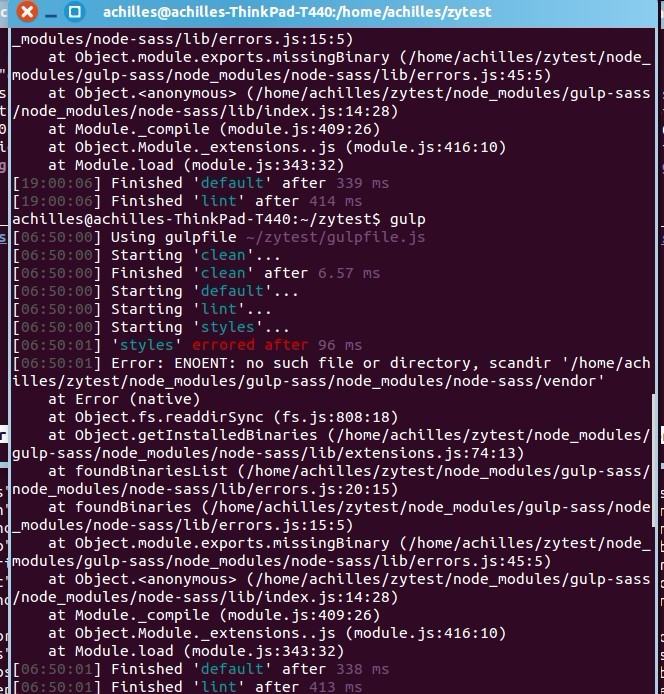 achilles@achilles-ThinkPad-T440:/home/achilles/zytest
_modules/node-sass/lib/errors.js:15:5)
    at Object.module.exports.missingBinary (/home/achilles/zytest/node_
modules/gulp-sass/node_modules/node-sass/lib/errors.js:45:5)
    at Object.<anonymous> (/home/achilles/zytest/node_modules/gulp-sass
/node_modules/node-sass/lib/index.js:14:28)
    at Module._compile (module.js:409:26)
    at Object.Module._extensions..js (module.js:416:10)
    at Module.load (module.js:343:32)
[19:00:06] Finished 'default' after 339 ms
[19:00:06] Finished 'lint' after 414 ms
achilles@achilles-ThinkPad-T440:~/zytest$ gulp
[06:50:00] Using gulpfile ~/zytest/gulpfile.js
[06:50:00] Starting 'clean'...
[06:50:00] Finished 'clean' after 6.57 ms
[06:50:00] Starting 'default'...
[06:50:00] Starting 'lint'...
[06:50:00] Starting 'styles'...
[06:50:01] 'styles' errored after 96 ms
[06:50:01] Error: ENOENT: no such file or directory, scandir '/home/ach
illes/zytest/node_modules/gulp-sass/node_modules/node-sass/vendor'
    at Error (native)
    at Object.fs.readdirSync (fs.js:808:18)
    at Object.getInstalledBinaries (/home/achilles/zytest/node_modules/
gulp-sass/node_modules/node-sass/lib/extensions.js:74:13)
    at foundBinariesList (/home/achilles/zytest/node_modules/gulp-sass/
node_modules/node-sass/lib/errors.js:20:15)
    at foundBinaries (/home/achilles/zytest/node_modules/gulp-sass/node
_modules/node-sass/lib/errors.js:15:5)
    at Object.module.exports.missingBinary (/home/achilles/zytest/node_
modules/gulp-sass/node_modules/node-sass/lib/errors.js:45:5)
    at Object.<anonymous> (/home/achilles/zytest/node_modules/gulp-sass
/node_modules/node-sass/lib/index.js:14:28)
    at Module._compile (module.js:409:26)
    at Object.Module._extensions..js (module.js:416:10)
    at Module.load (module.js:343:32)
[06:50:01] Finished 'default' after 338 ms
[06:50:01] Finished 'lint' after 413 ms